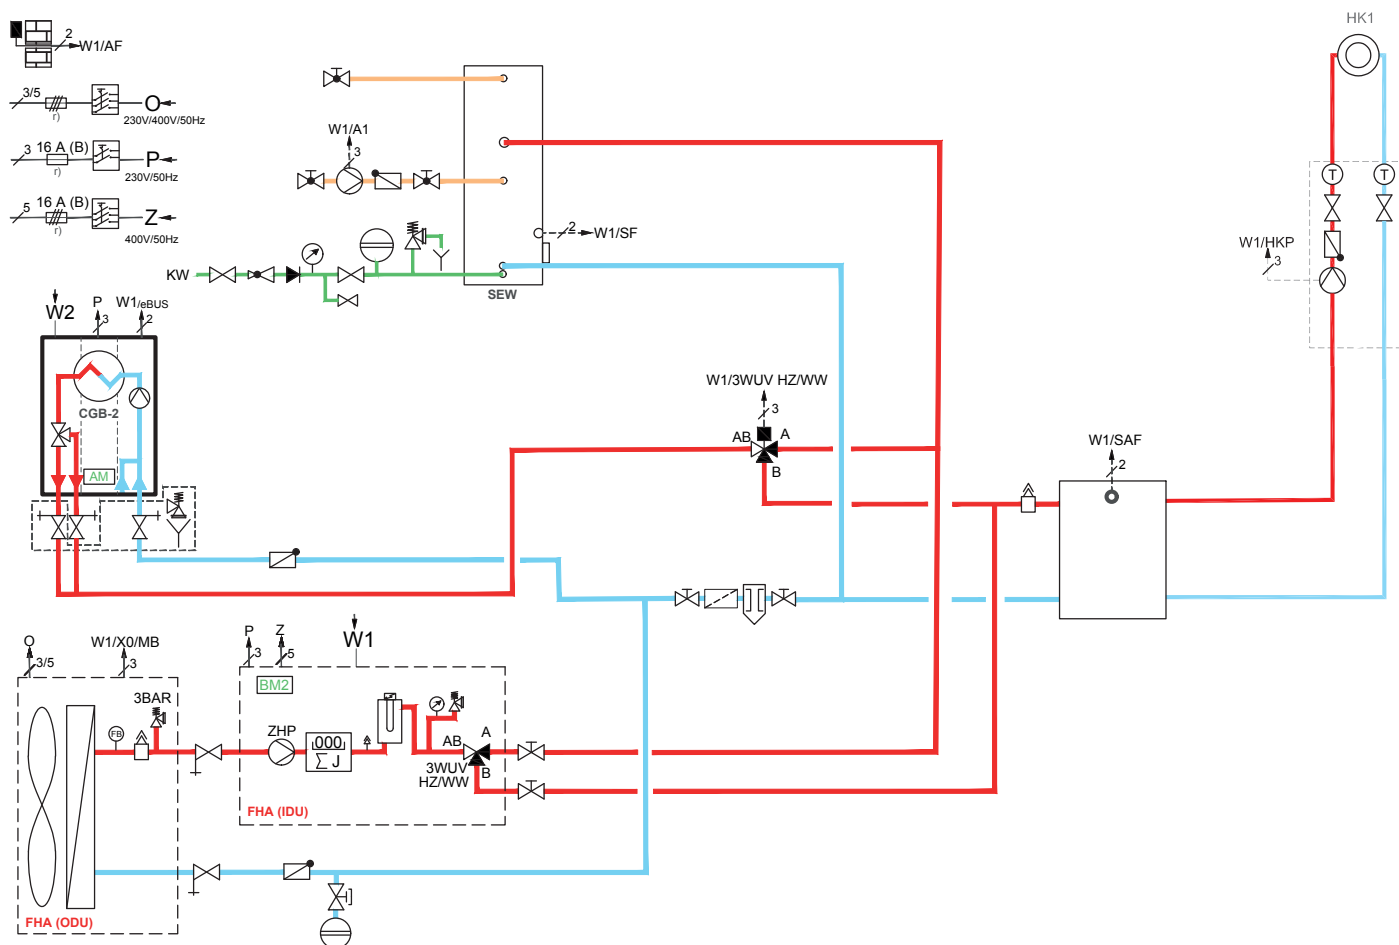 HK1
2
W1/AF
3/5
r)
O
230V/400V/50Hz
3
16 A (B)
r)
P
230V/50Hz
5
16 A (B)
r)
Z
400V/50Hz
W1/A1
3
2
W1/SF
KW
SEW
T
T
W1/HKP
3
W2
P
3
W1/eBUS
2
CGB-2
AM
W1/3WUV HZ/WW
3
AB
A
B
W1/SAF
2
O
3/5
W1/X0/MB
3
3BAR
FB
FHA (ODU)
P
3
Z
5
W1
BM2
ZHP
000
∑ J
AB
A
B
3WUV
HZ/WW
FHA (IDU)